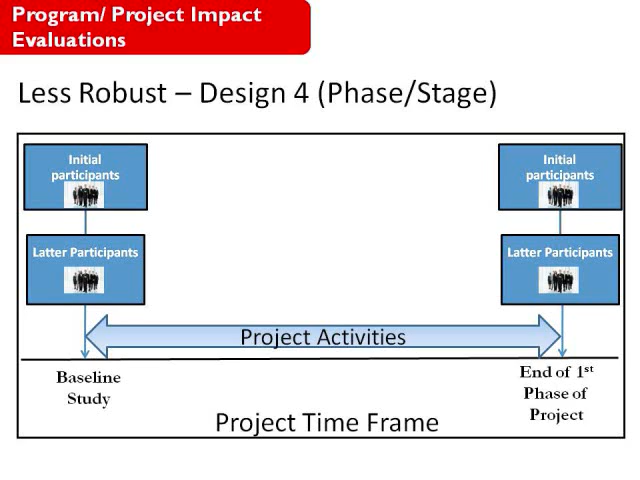 Program/ Project Impact
Evaluations
Less Robust – Design 4 (Phase/Stage)
Initial
participants
Initial
participants
Latter Participants
Latter Participants
Project Activities
Baseline
Study
End of 1st
Phase of
Project
Project Time Frame